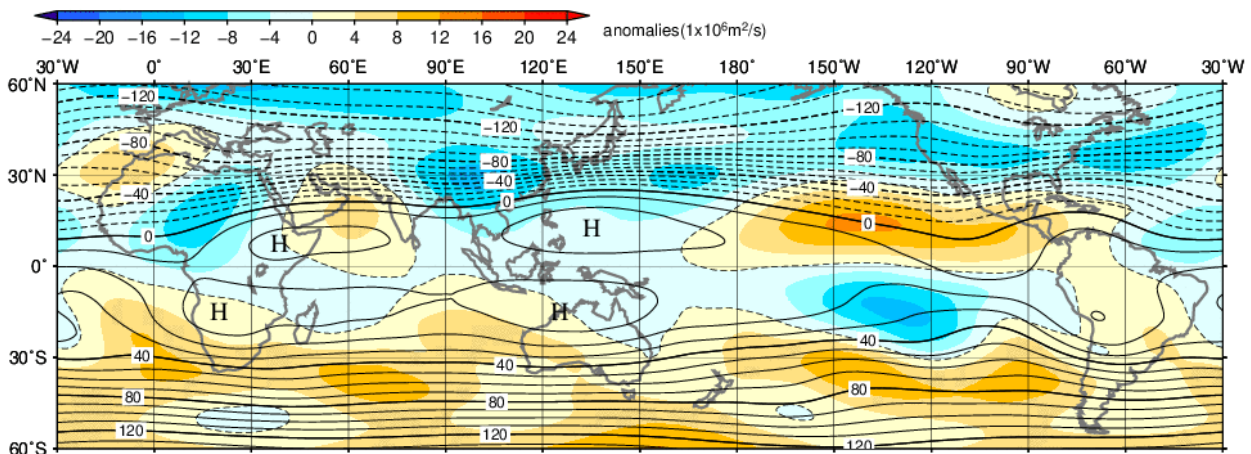 −24 −20 −16 −12 −8 −4 0 4 8 12 16 20 24 anomalies(1x10⁶m²/s)
30˚W 0˚ 30˚E 60˚E 90˚E 120˚E 150˚E 180˚ 150˚W 120˚W 90˚W 60˚W 30˚W
60˚N
−120 −120
−120
−80 −80 −80
30˚N
−40 −40 −40
0 0 0
H H
0˚
H H
30˚S
40 40 40
80 80 80
120 120 120
60˚S